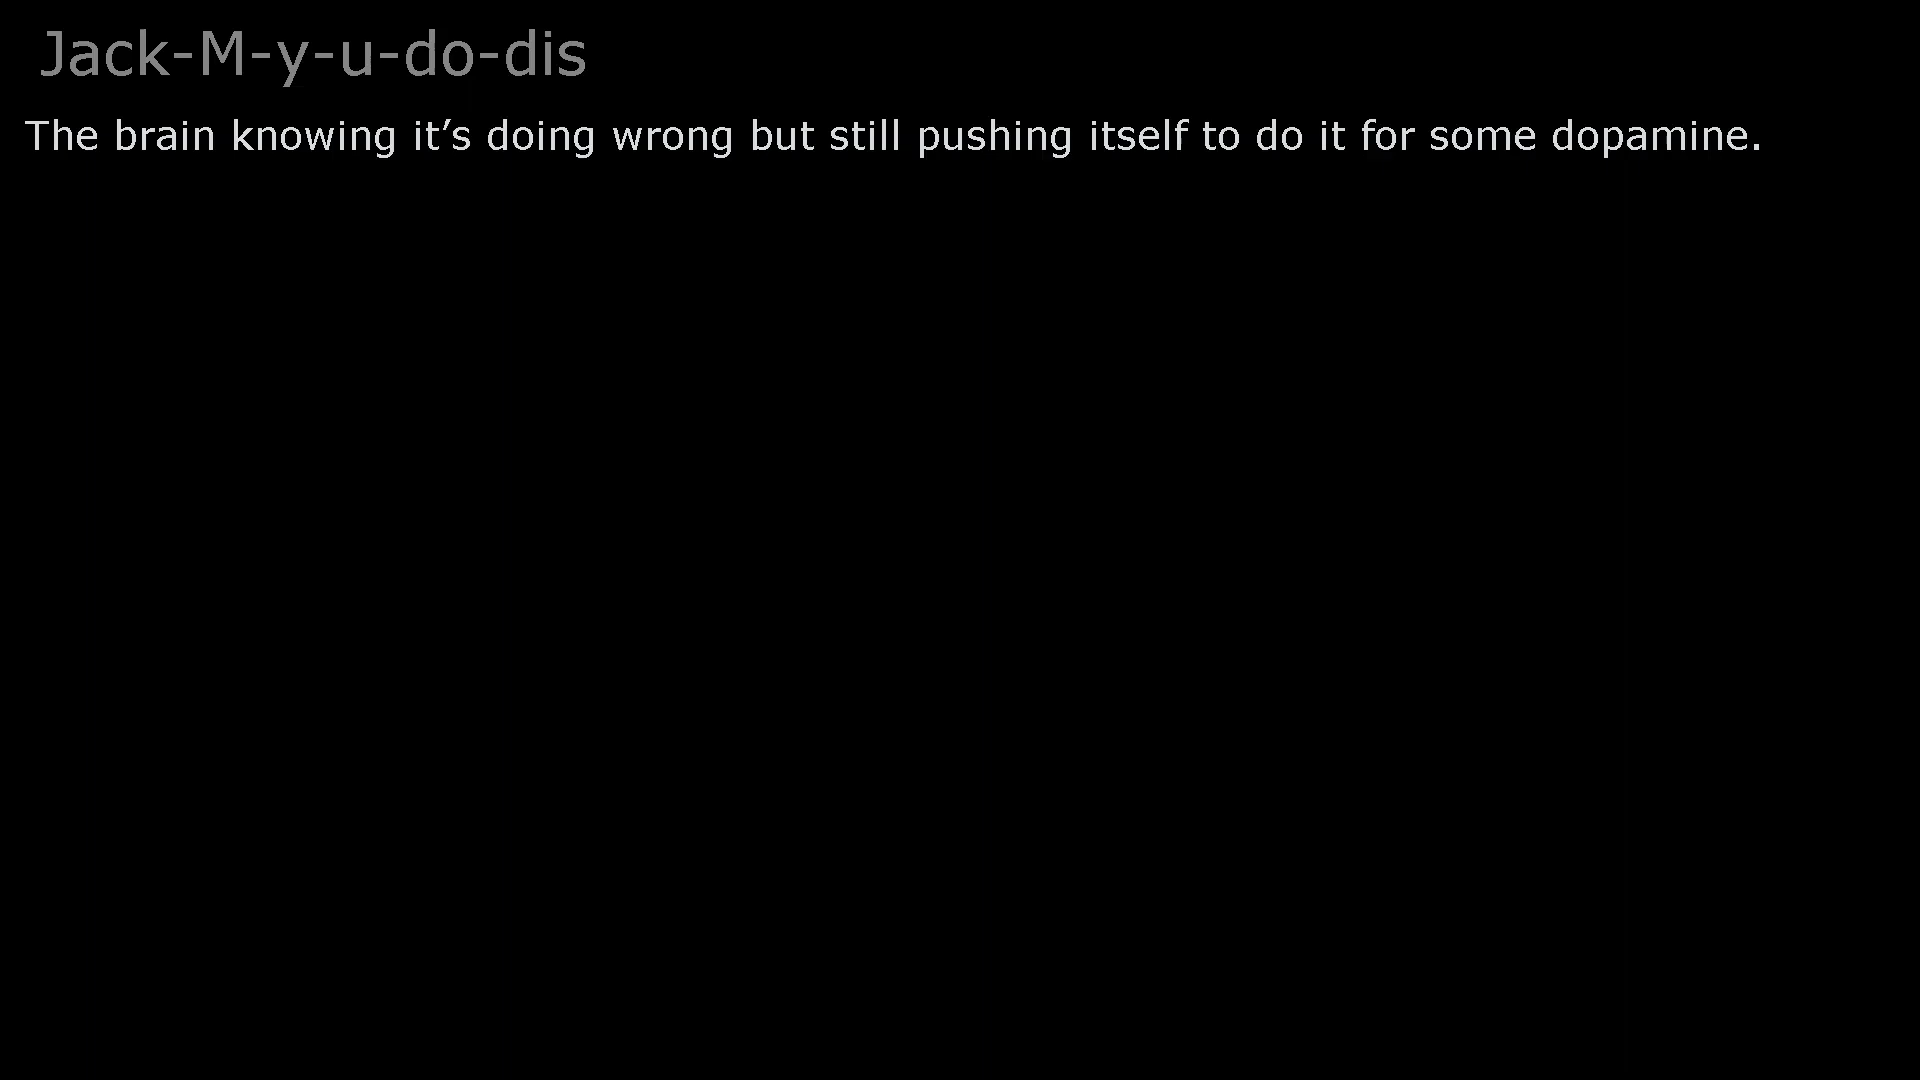 Jack-M-y-u-do-dis
The brain knowing it’s doing wrong but still pushing itself to do it for some dopamine.